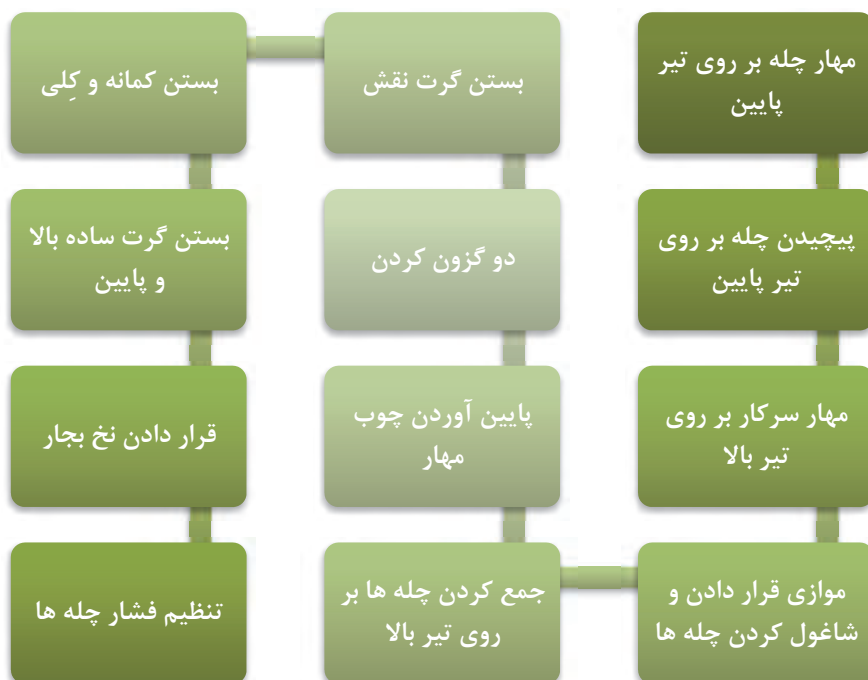 مهار چله بر روی تیر
پایین
پیچیدن چله بر روی
تیر پایین
مهار سرکار بر روی
تیر بالا
موازی قرار دادن و
شاغول کردن چله ها
جمع کردن چله ها بر
روی تیر بالا
پایین آوردن چوب
مهار
دو گزون کردن
بستن گرت نقش
بستن کمانه و کِلی
بستن گرت ساده بالا
و پایین
قرار دادن نخ بجار
تنظیم فشار چله ها